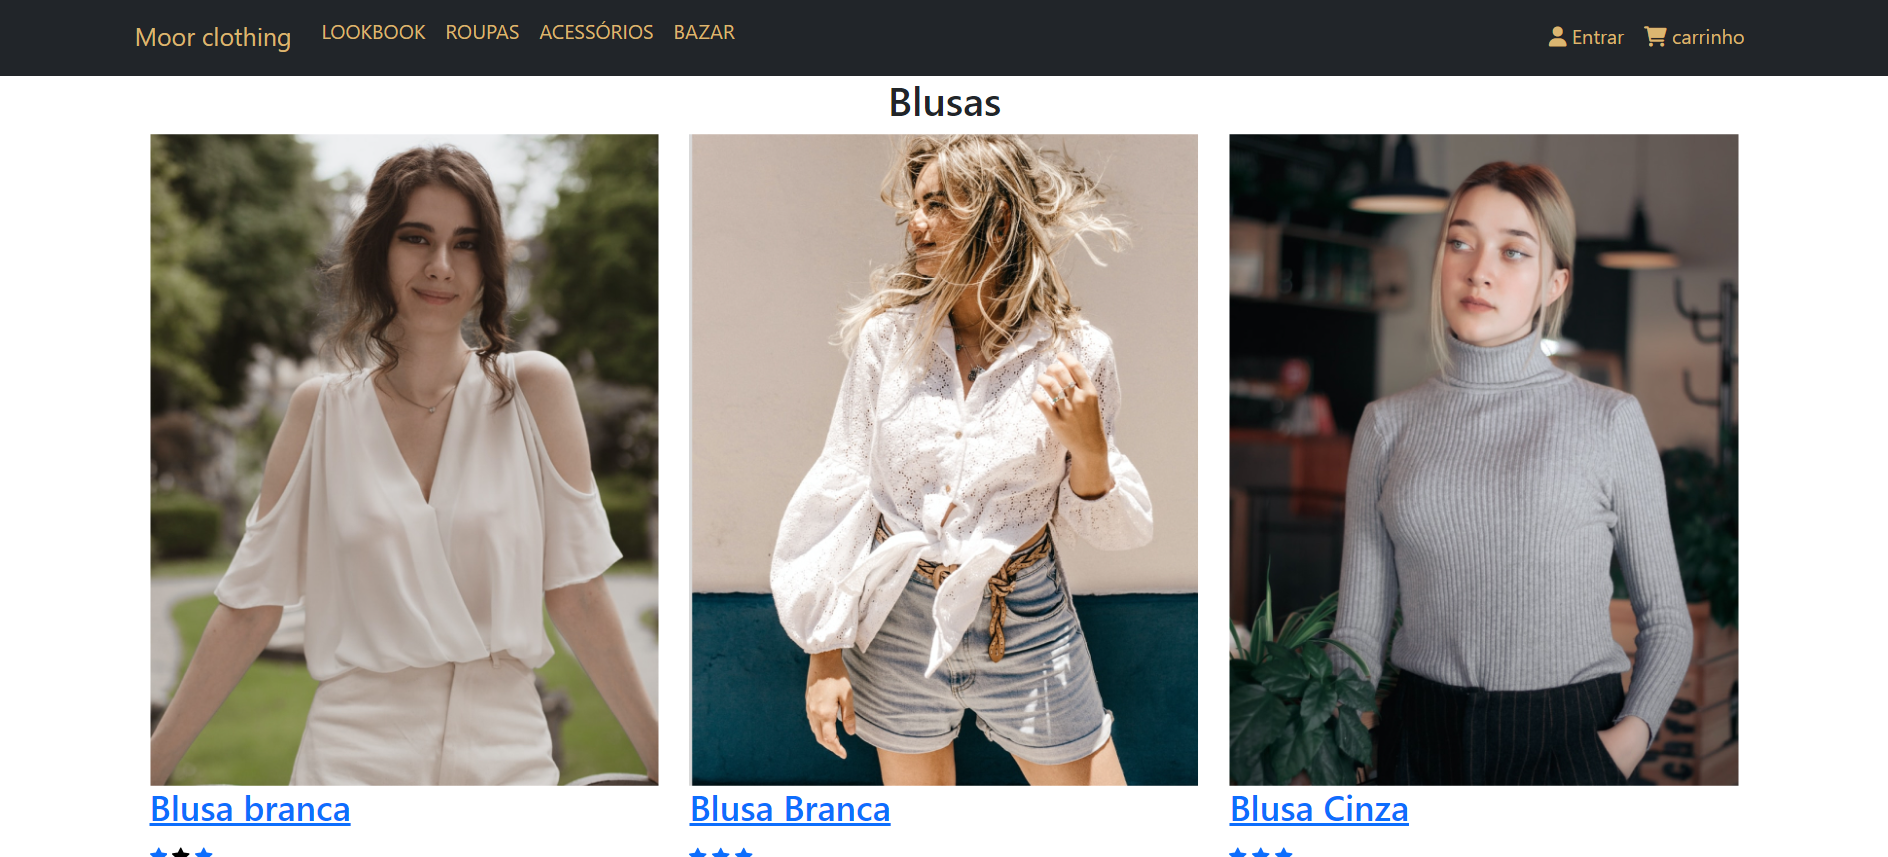 Moor clothing LOOKBOOK ROUPAS ACESSÓRIOS BAZAR Entrar carrinho
Blusas
Blusa branca Blusa Branca Blusa Cinza